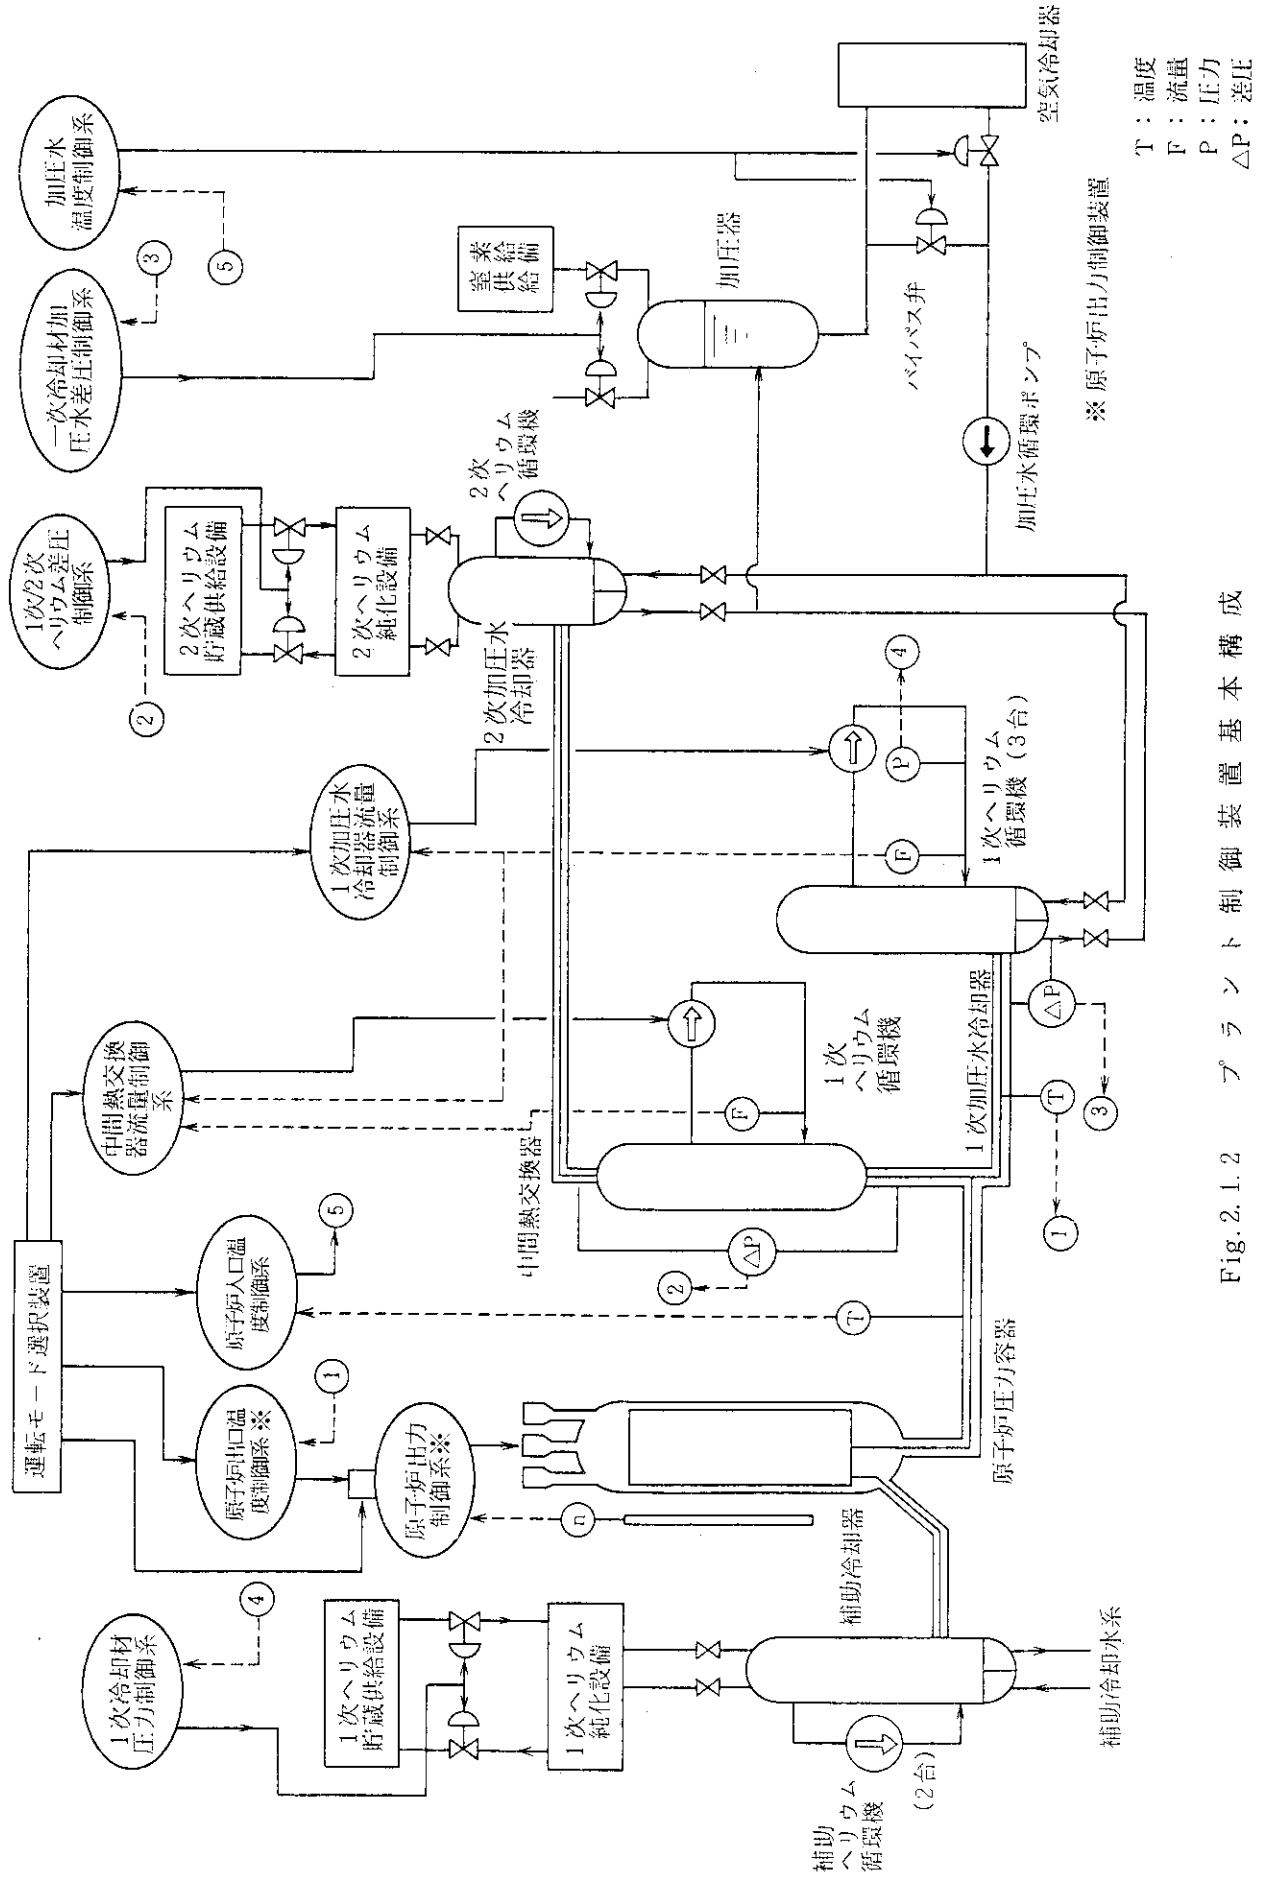 運転モード選択装置
1次冷却材
圧力制御系
④
原子炉出口温
度制御系※
①
原子炉出力
制御系※
n
原子炉入口温
度制御系
⑤
中間熱交換
器流量制御
系
1次加圧水
冷却器流量
制御系
1次/2次
ヘリウム差圧
制御系
②
一次冷却材加
圧水差圧制御系
③
加圧水
温度制御系
⑤
1次ヘリウム
貯蔵供給設備
1次ヘリウム
純化設備
2次ヘリウム
貯蔵供給設備
2次ヘリウム
純化設備
窒素
供給
給備
2次
ヘリウム
循環機
2次加圧水
冷却器
加圧器
空気冷却器
バイパス弁
加圧水循環ポンプ
中間熱交換器
②
△P
T
F
1次
ヘリウム
循環機
④
P
F
1次ヘリウム
循環機(3台)
1次加圧水冷却器
△P
T
③
①
原子炉圧力容器
補助冷却器
補助
ヘリウム
循環機
(2台)
補助冷却水系
※原子炉出力制御装置
T:温度
F:流量
P:圧力
△P:差圧
Fig.2.1.2 プラント制御装置基本構成